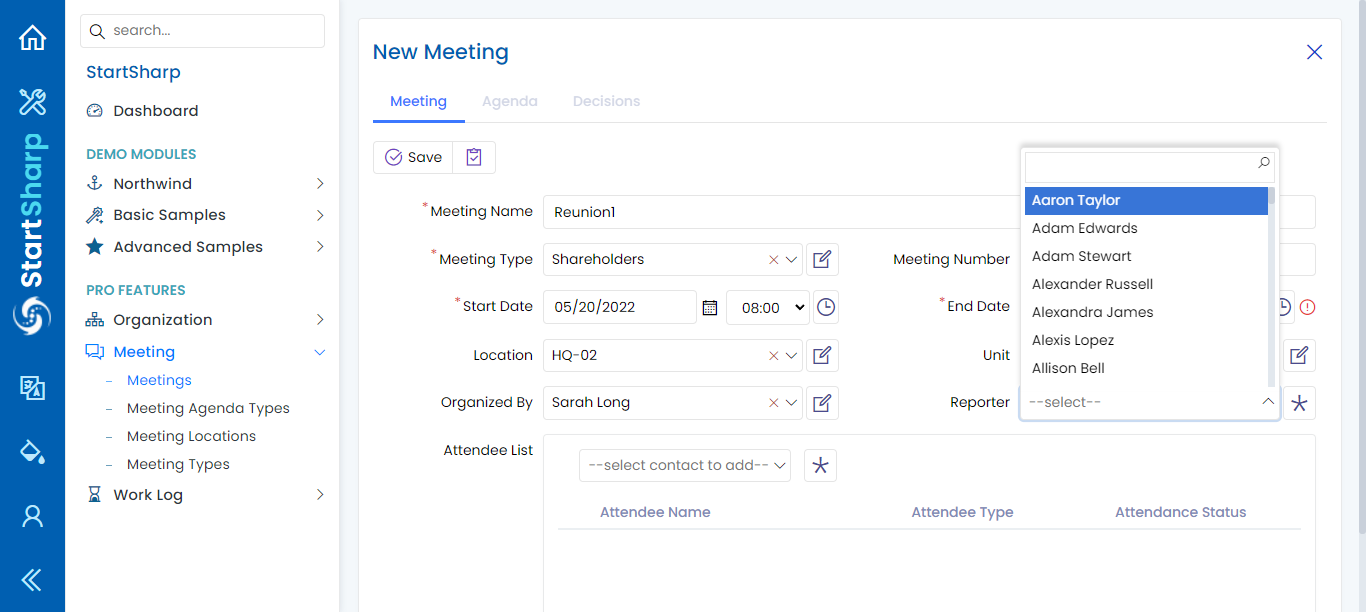 StartSharp
search...
StartSharp
Dashboard
DEMO MODULES
Northwind
Basic Samples
Advanced Samples
PRO FEATURES
Organization
Meeting
– Meetings
– Meeting Agenda Types
– Meeting Locations
– Meeting Types
Work Log
New Meeting
Meeting Agenda Decisions
Save
*Meeting Name Reunion1
*Meeting Type Shareholders
Meeting Number
*Start Date 05/20/2022 08:00
*End Date
Location HQ-02
Unit
Organized By Sarah Long
Reporter --select--
Aaron Taylor
Adam Edwards
Adam Stewart
Alexander Russell
Alexandra James
Alexis Lopez
Allison Bell
Attendee List
--select contact to add--
Attendee Name Attendee Type Attendance Status